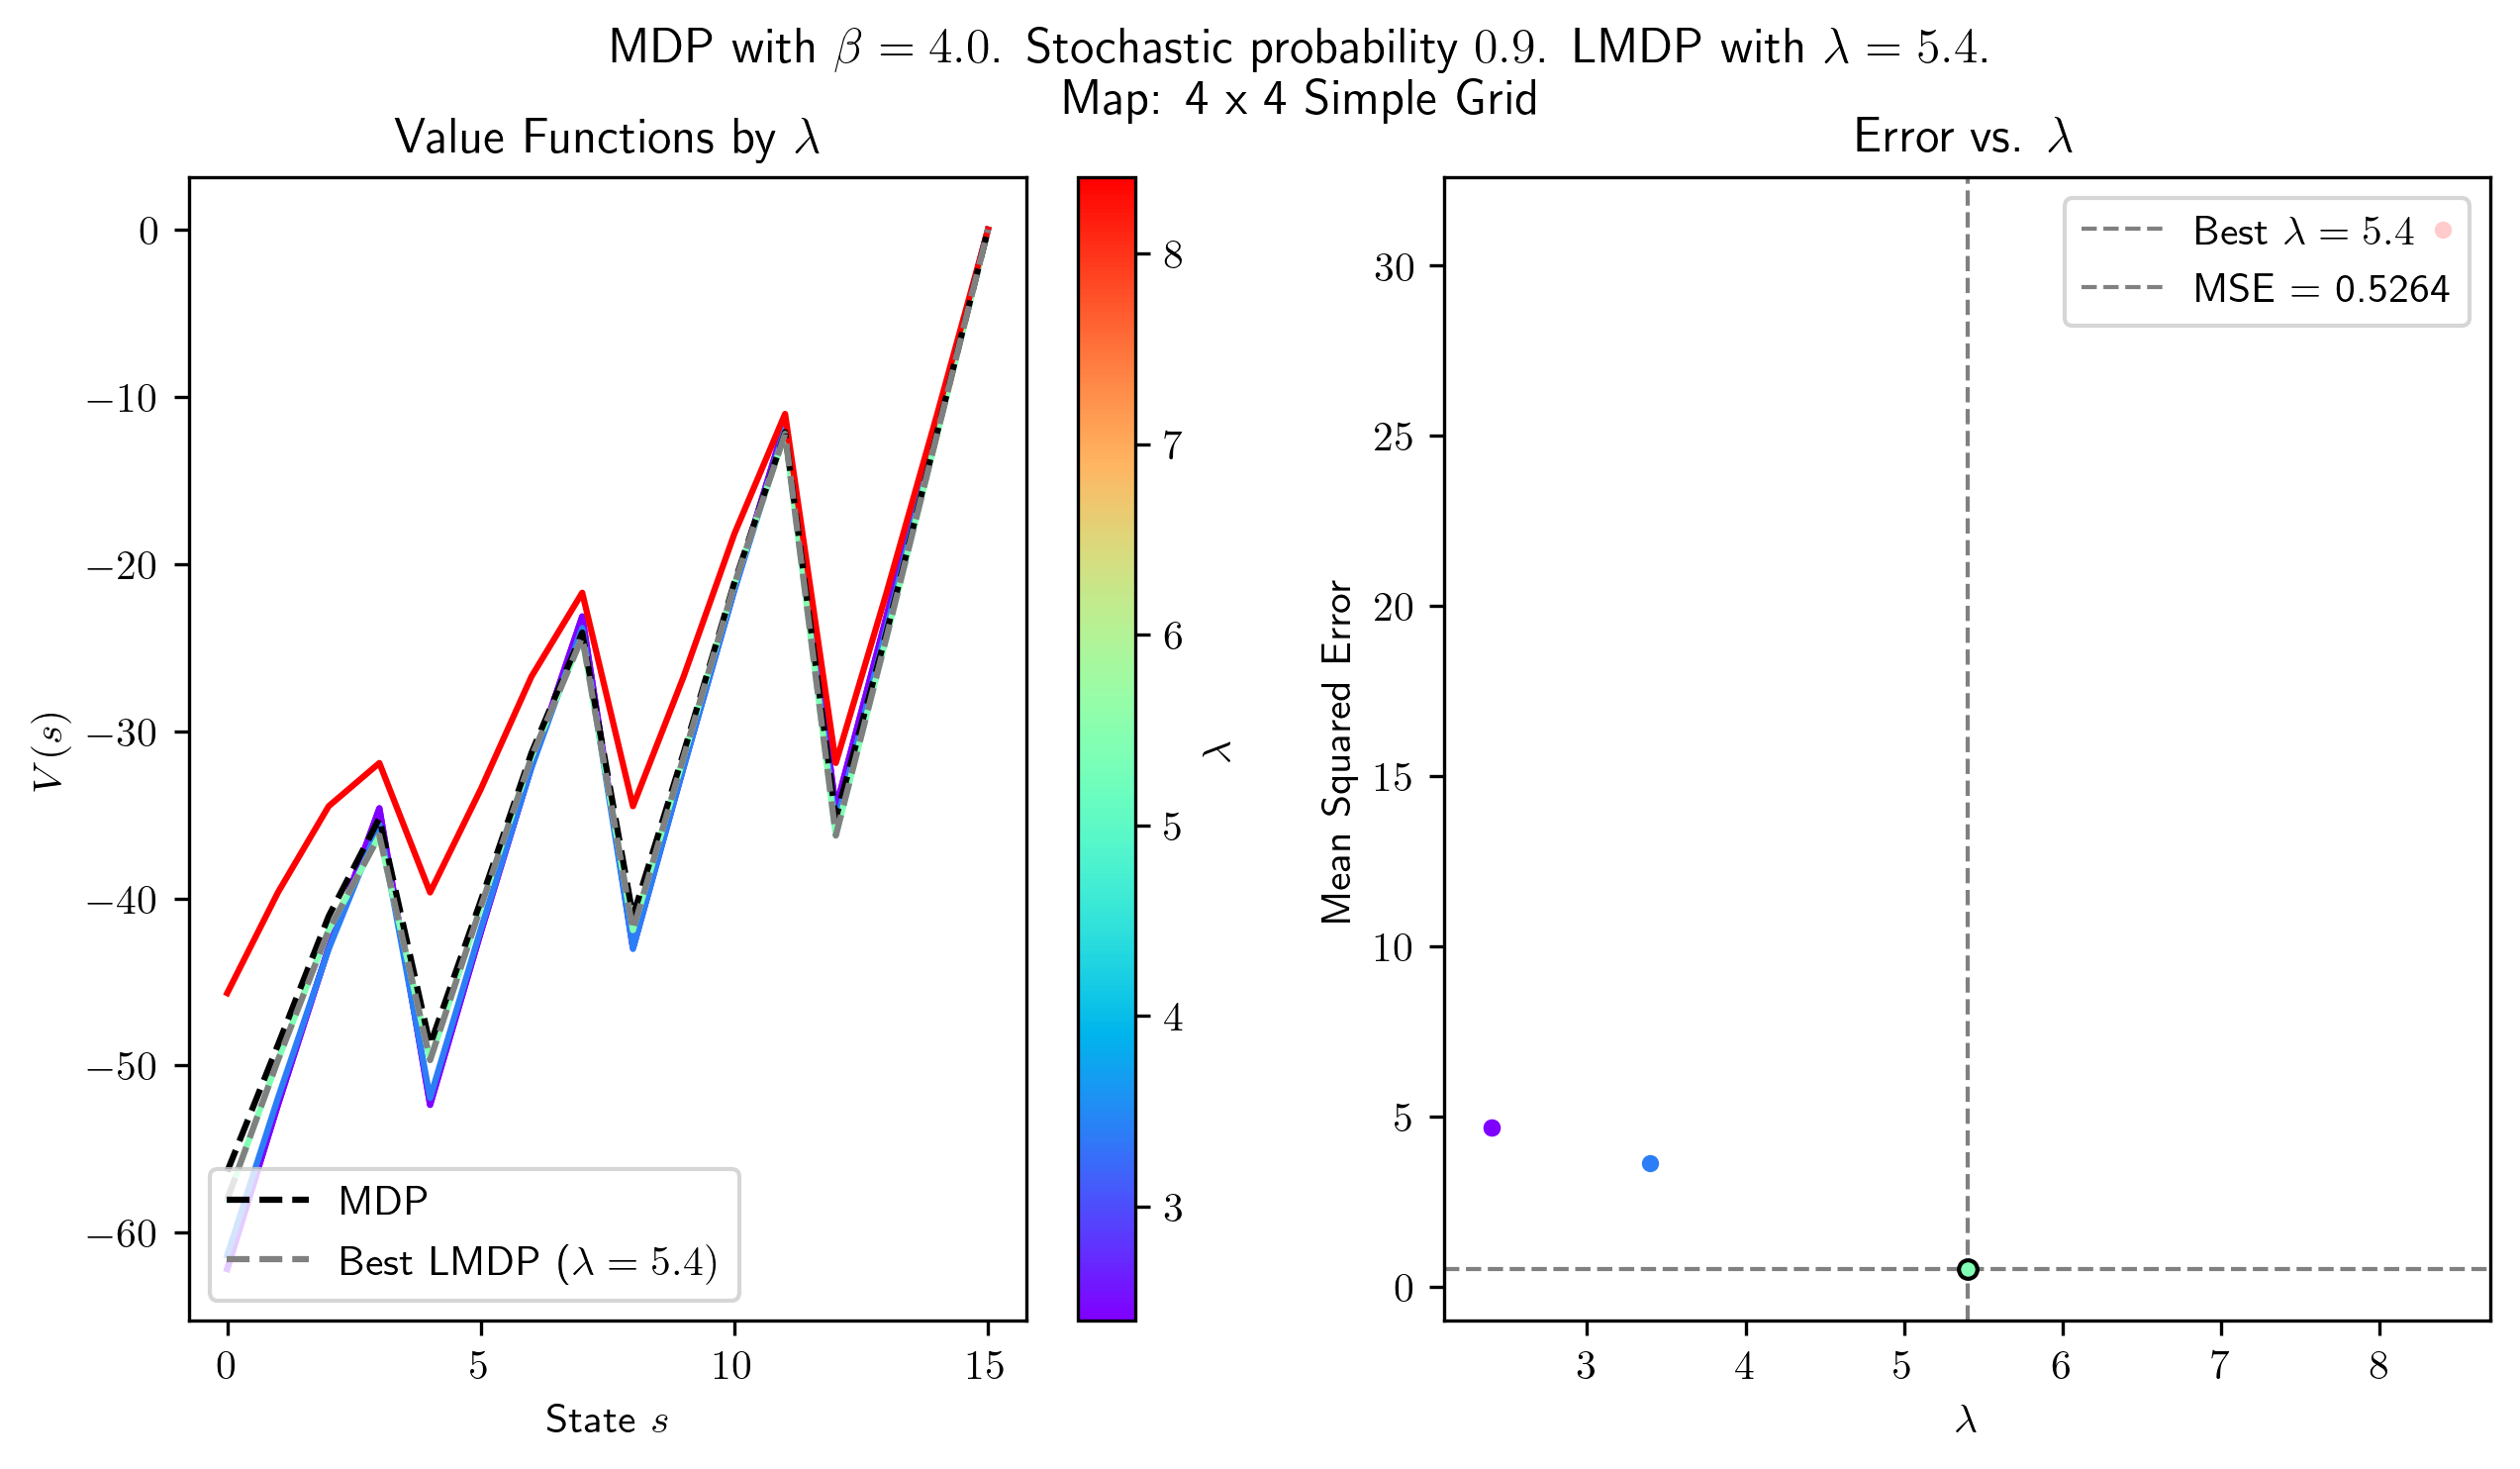 MDP with β = 4.0. Stochastic probability 0.9. LMDP with λ = 5.4.
Map: 4 x 4 Simple Grid
Value Functions by λ
0
−10
−20
−30
−40
−50
−60
V(s)
MDP
Best LMDP (λ = 5.4)
0
5
10
15
State s
8
7
6
5
4
3
λ
Error vs. λ
Best λ = 5.4
MSE = 0.5264
30
25
20
15
10
5
0
Mean Squared Error
3
4
5
6
7
8
λ